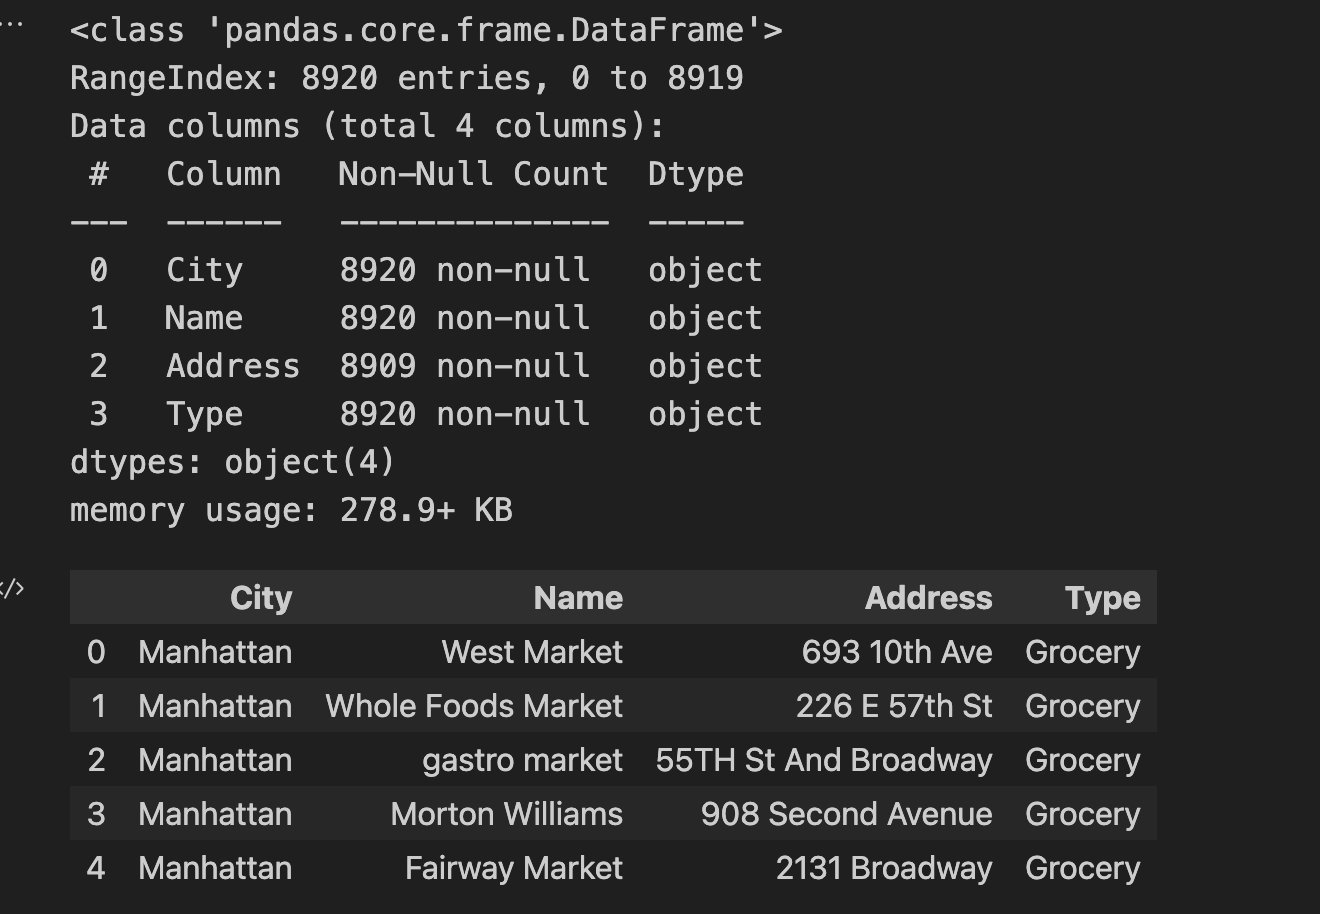 ...
<class 'pandas.core.frame.DataFrame'>
RangeIndex: 8920 entries, 0 to 8919
Data columns (total 4 columns):
 #   Column   Non-Null Count  Dtype
---  ------   --------------  -----
 0   City     8920 non-null   object
 1   Name     8920 non-null   object
 2   Address  8909 non-null   object
 3   Type     8920 non-null   object
dtypes: object(4)
memory usage: 278.9+ KB
</>
City Name Address Type
0 Manhattan West Market 693 10th Ave Grocery
1 Manhattan Whole Foods Market 226 E 57th St Grocery
2 Manhattan gastro market 55TH St And Broadway Grocery
3 Manhattan Morton Williams 908 Second Avenue Grocery
4 Manhattan Fairway Market 2131 Broadway Grocery